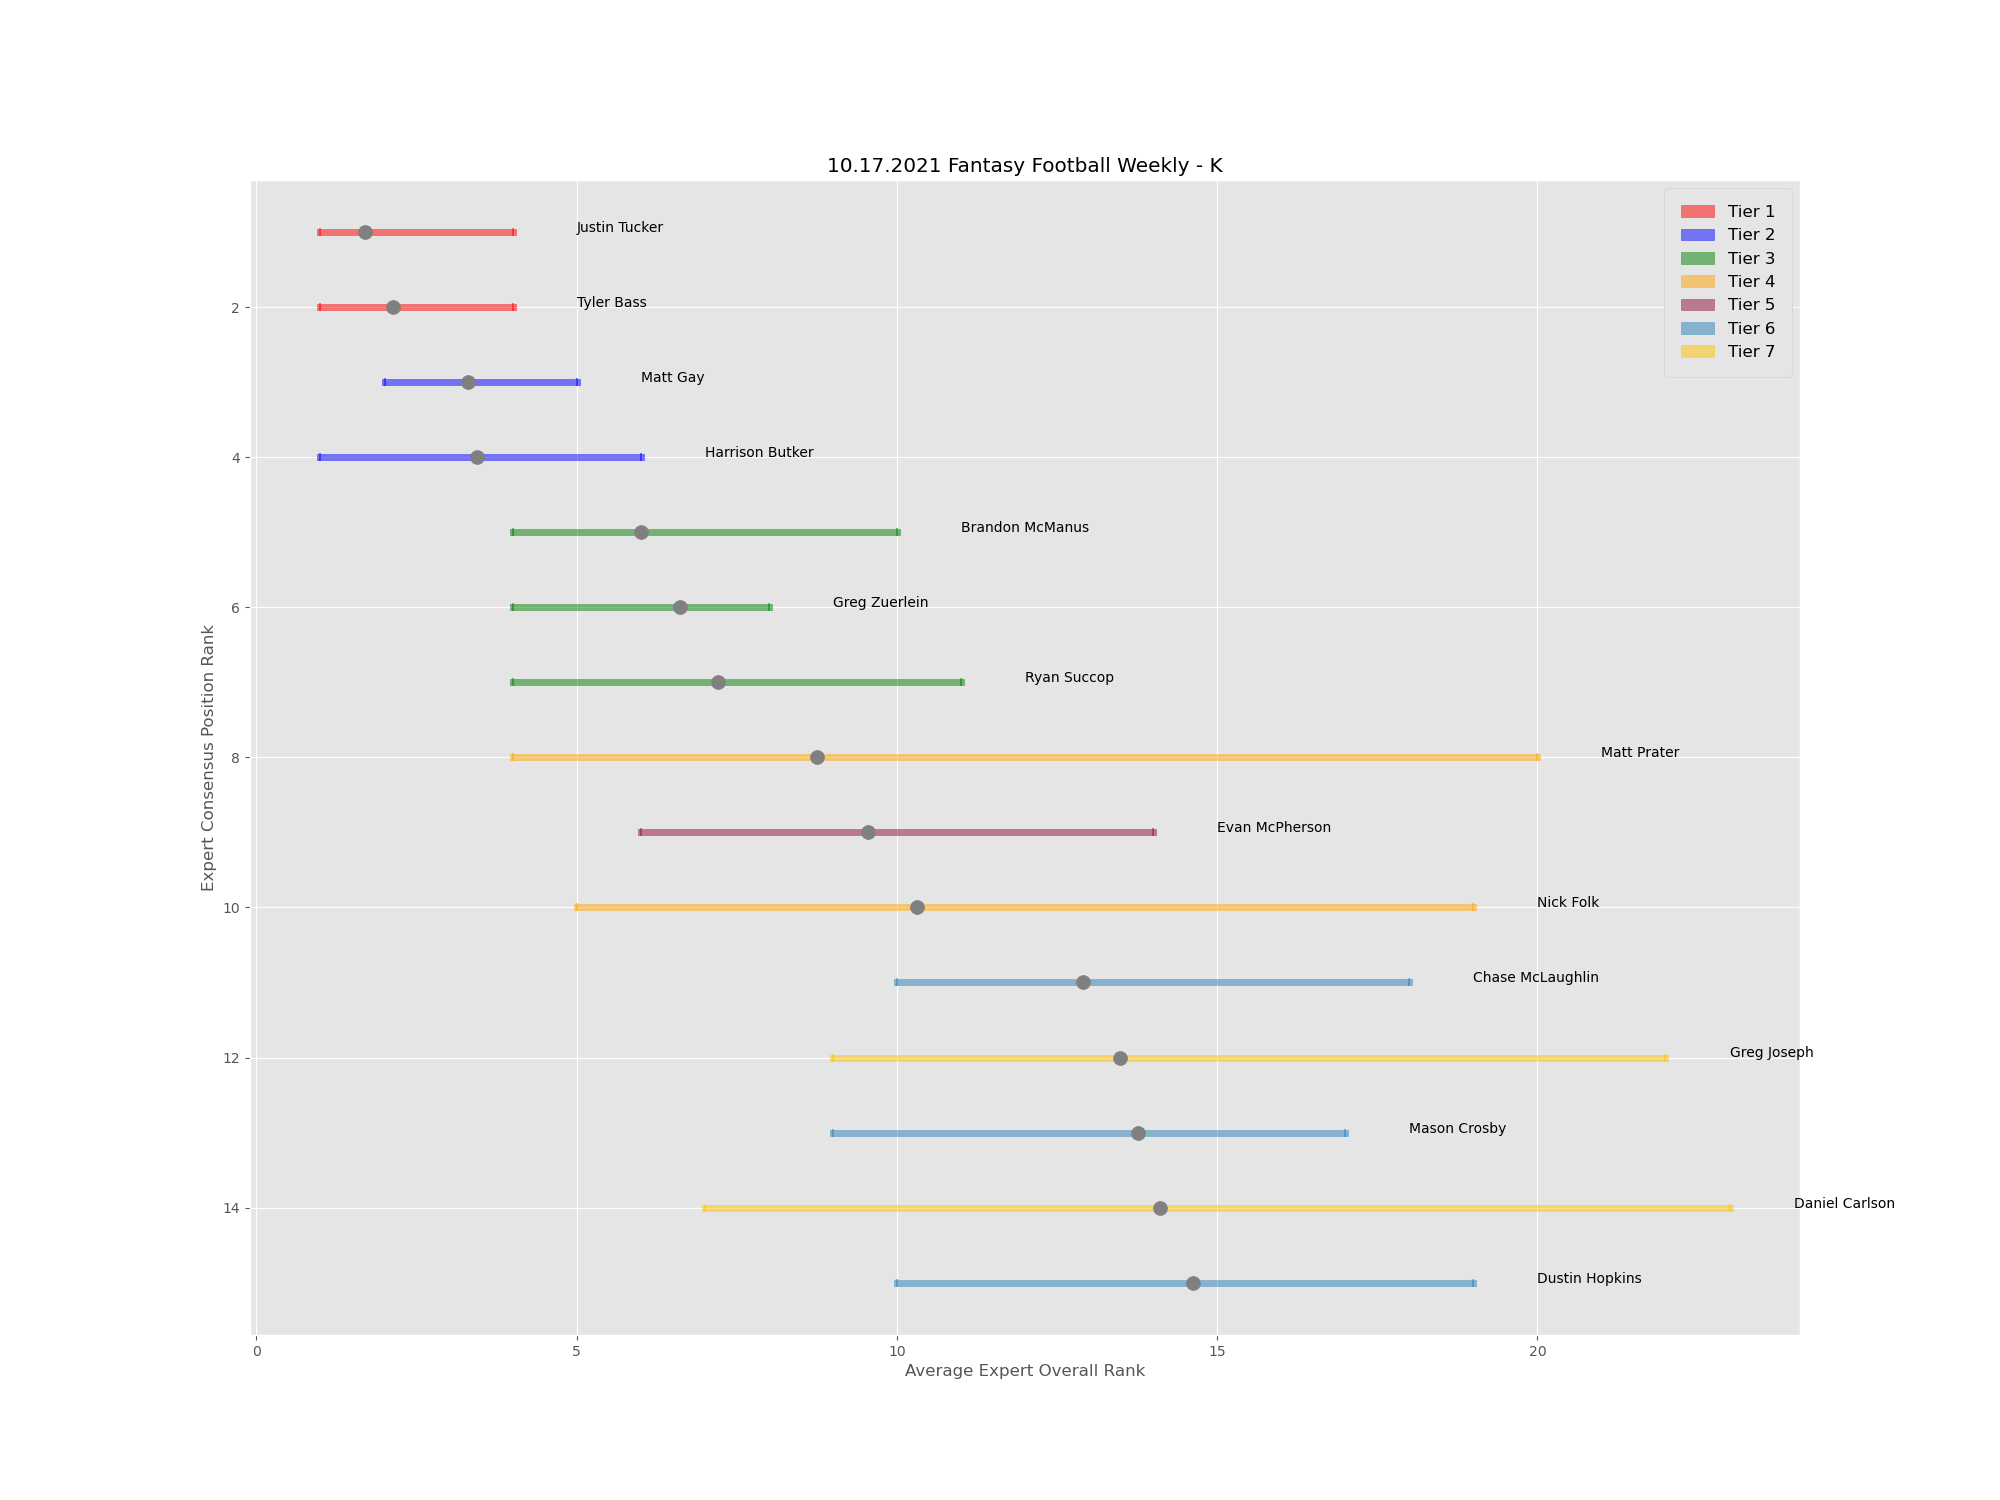 10.17.2021 Fantasy Football Weekly - K
Tier 1
Tier 2
Tier 3
Tier 4
Tier 5
Tier 6
Tier 7
Justin Tucker
Tyler Bass
Matt Gay
Harrison Butker
Brandon McManus
Greg Zuerlein
Ryan Succop
Matt Prater
Evan McPherson
Nick Folk
Chase McLaughlin
Greg Joseph
Mason Crosby
Daniel Carlson
Dustin Hopkins
Expert Consensus Position Rank
2
4
6
8
10
12
14
0 5 10 15 20
Average Expert Overall Rank